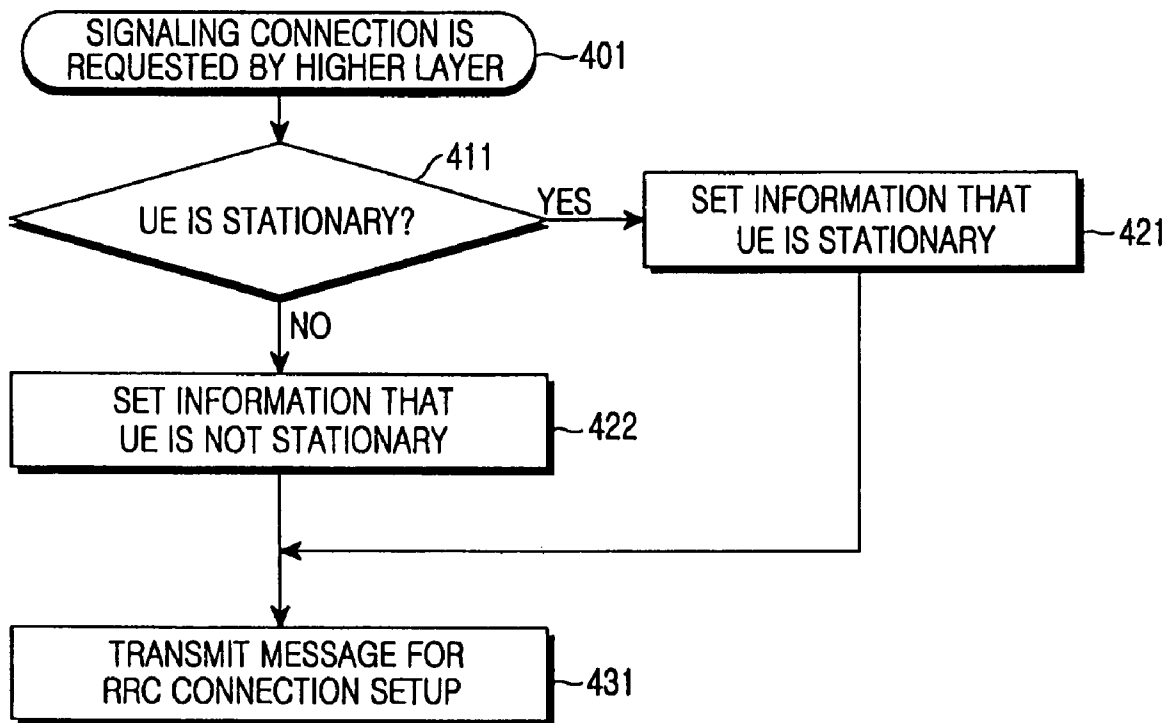 SIGNALING CONNECTION IS
REQUESTED BY HIGHER LAYER
401
411
UE IS STATIONARY?
YES
SET INFORMATION THAT
UE IS STATIONARY
421
NO
SET INFORMATION THAT
UE IS NOT STATIONARY
422
TRANSMIT MESSAGE FOR
RRC CONNECTION SETUP
431